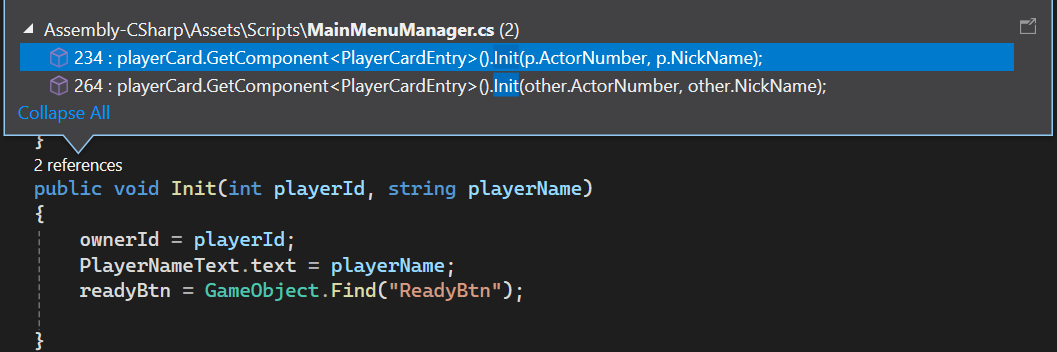 Assembly-CSharp\Assets\Scripts\MainMenuManager.cs (2)
234 : playerCard.GetComponent<PlayerCardEntry>().Init(p.ActorNumber, p.NickName);
264 : playerCard.GetComponent<PlayerCardEntry>().Init(other.ActorNumber, other.NickName);
Collapse All
}
2 references
public void Init(int playerId, string playerName)
{
ownerId = playerId;
PlayerNameText.text = playerName;
readyBtn = GameObject.Find("ReadyBtn");
}